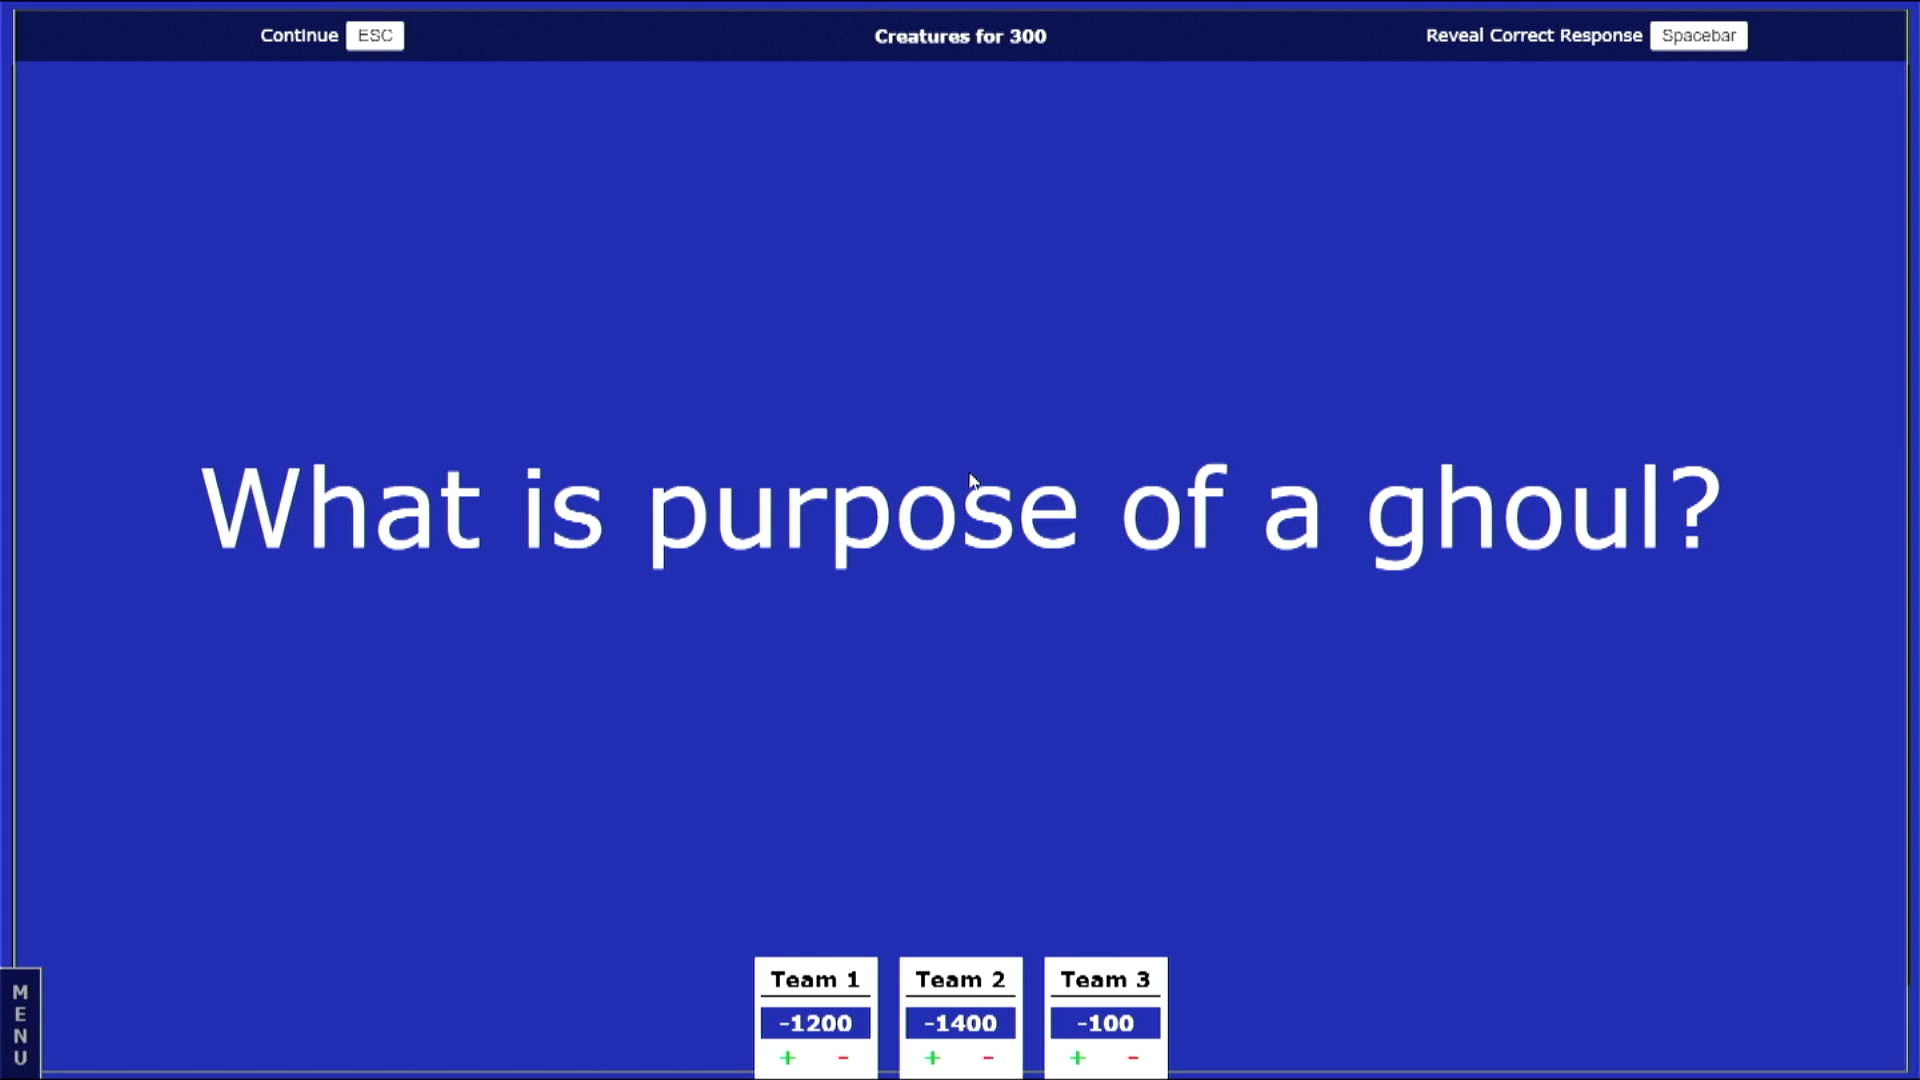 Continue ESC
Creatures for 300
Reveal Correct Response Spacebar
What is purpose of a ghoul?
MENU
Team 1
-1200
+ -
Team 2
-1400
+ -
Team 3
-100
+ -